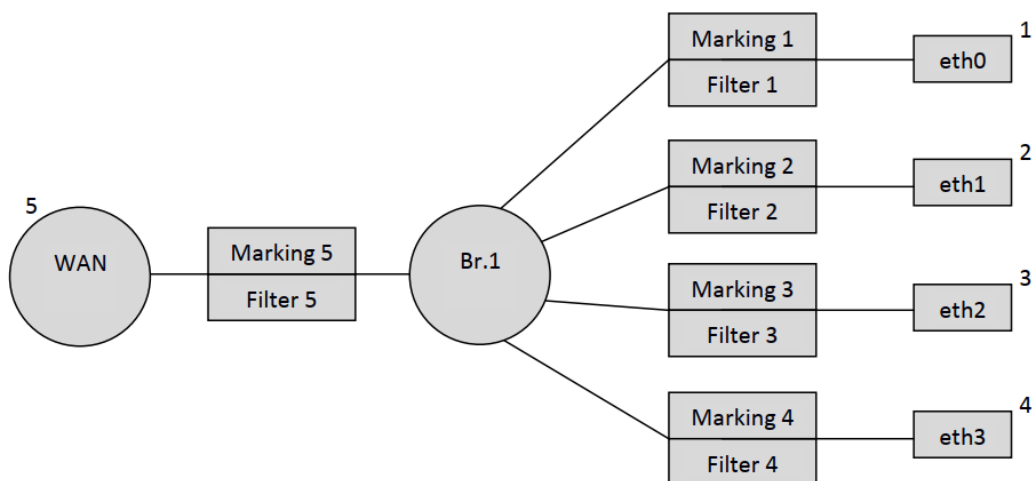 Marking 1
Filter 1
eth0
1
Marking 2
Filter 2
eth1
2
5
WAN
Marking 5
Filter 5
Br.1
Marking 3
Filter 3
eth2
3
Marking 4
Filter 4
eth3
4